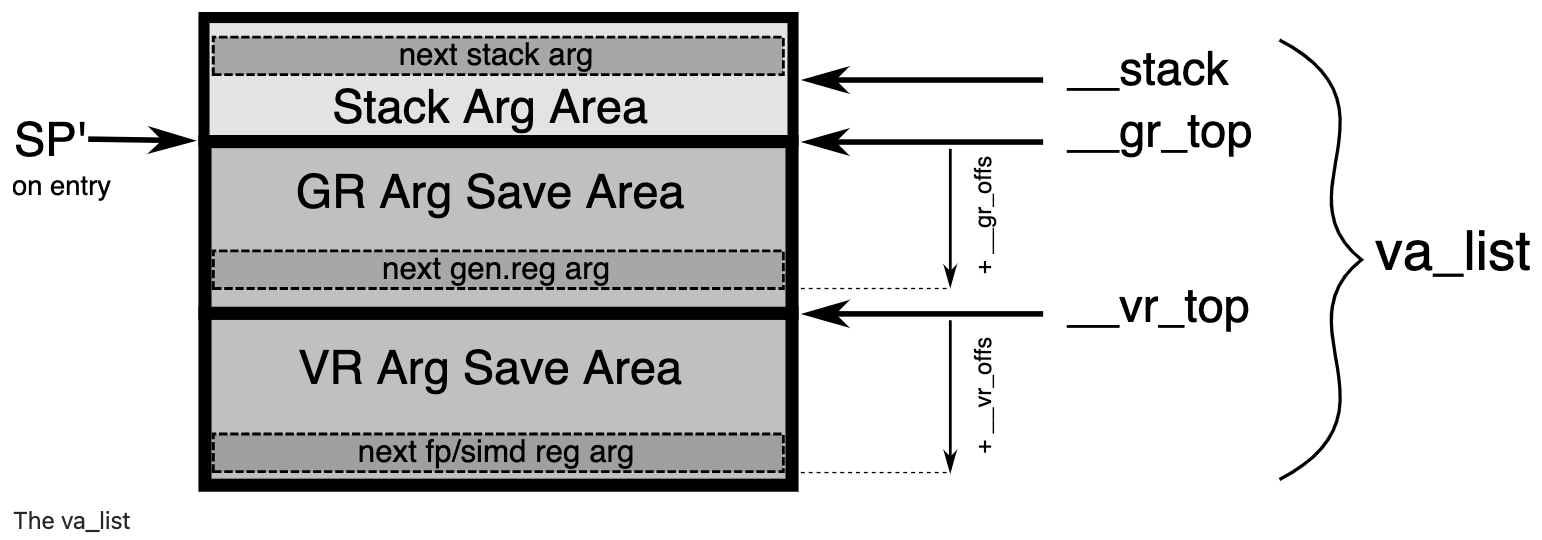 next stack arg
Stack Arg Area
SP'
on entry
GR Arg Save Area
next gen.reg arg
VR Arg Save Area
next fp/simd reg arg
__stack
__gr_top
+ __gr_offs
__vr_top
+ __vr_offs
va_list
The va_list